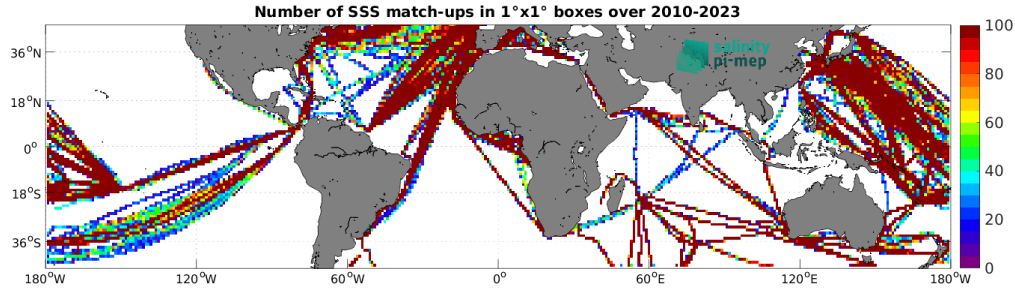 Number of SSS match-ups in 1°x1° boxes over 2010-2023
salinity
pi-mep
36°N
18°N
0°
18°S
36°S
180°W
120°W
60°W
0°
60°E
120°E
180°W
100
80
60
40
20
0